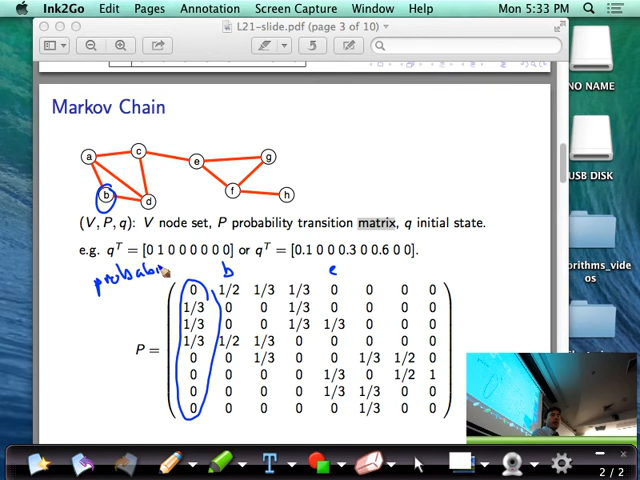 Ink2Go Edit Pages Annotation Screenshot Video Window Help Mon 5:33 PM
L21-slide.pdf (page 3 of 10)
NO NAME
Markov Chain
USB DISK
a c e g
b d f h
(V, P, q): V node set, P probability transition matrix, q initial state.
e.g. qᵀ = [0 1 0 0 0 0 0 0] or qᵀ = [0.1 0 0 0.3 0 0.6 0 0].
b e
0 1/2 1/3 1/3 0 0 0 0
1/3 0 0 1/3 0 0 0 0
1/3 0 0 1/3 1/3 0 0 0
P = 1/3 1/2 1/3 0 0 0 0 0
0 0 1/3 0 0 1/3 1/2 0
0 0 0 0 1/3 0 1/2 1
0 0 0 0 1/3 1/3 0 0
0 0 0 0 0 1/3 0 0
2 / 2